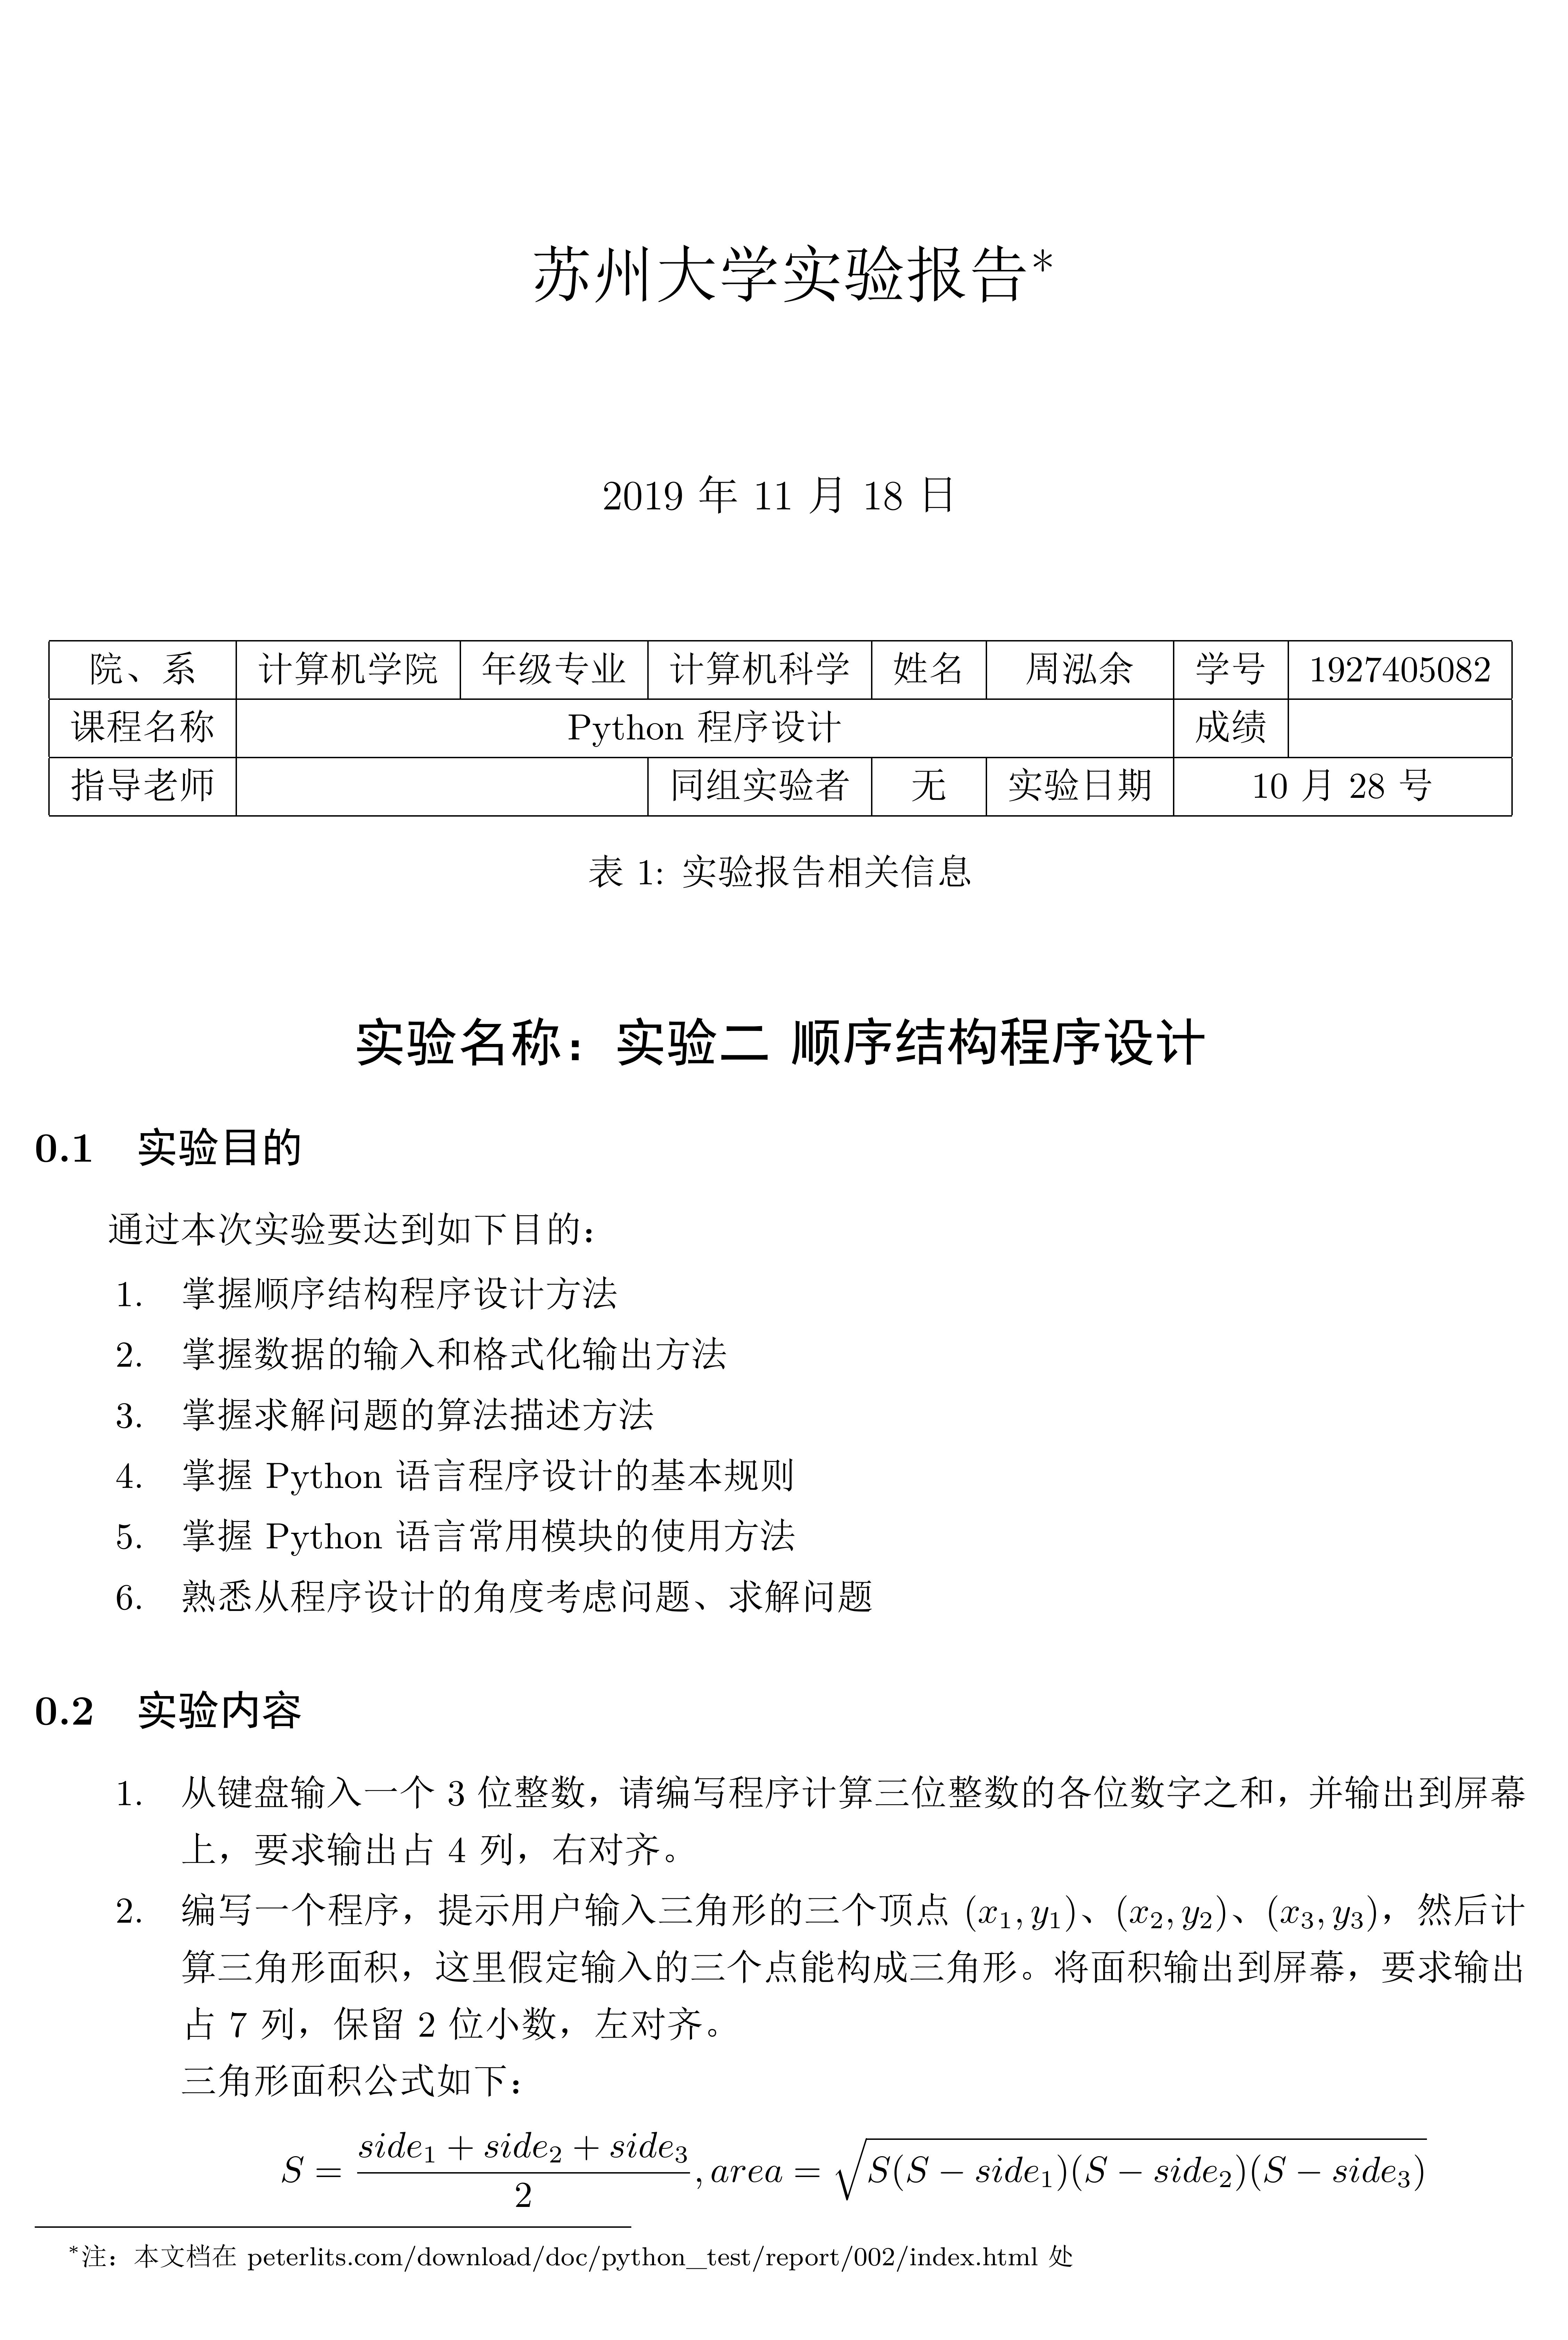 苏州大学实验报告*
2019 年 11 月 18 日
院、系 计算机学院 年级专业 计算机科学 姓名 周泓余 学号 1927405082
课程名称 Python 程序设计 成绩
指导老师 同组实验者 无 实验日期 10 月 28 号
表 1: 实验报告相关信息
实验名称：实验二 顺序结构程序设计
0.1 实验目的
通过本次实验要达到如下目的：
1. 掌握顺序结构程序设计方法
2. 掌握数据的输入和格式化输出方法
3. 掌握求解问题的算法描述方法
4. 掌握 Python 语言程序设计的基本规则
5. 掌握 Python 语言常用模块的使用方法
6. 熟悉从程序设计的角度考虑问题、求解问题
0.2 实验内容
1. 从键盘输入一个 3 位整数，请编写程序计算三位整数的各位数字之和，并输出到屏幕
上，要求输出占 4 列，右对齐。
2. 编写一个程序，提示用户输入三角形的三个顶点 (x₁, y₁)、(x₂, y₂)、(x₃, y₃)，然后计
算三角形面积，这里假定输入的三个点能构成三角形。将面积输出到屏幕，要求输出
占 7 列，保留 2 位小数，左对齐。
三角形面积公式如下：
S = (side₁ + side₂ + side₃)/2, area = √(S(S − side₁)(S − side₂)(S − side₃))
*注：本文档在 peterlits.com/download/doc/python_test/report/002/index.html 处